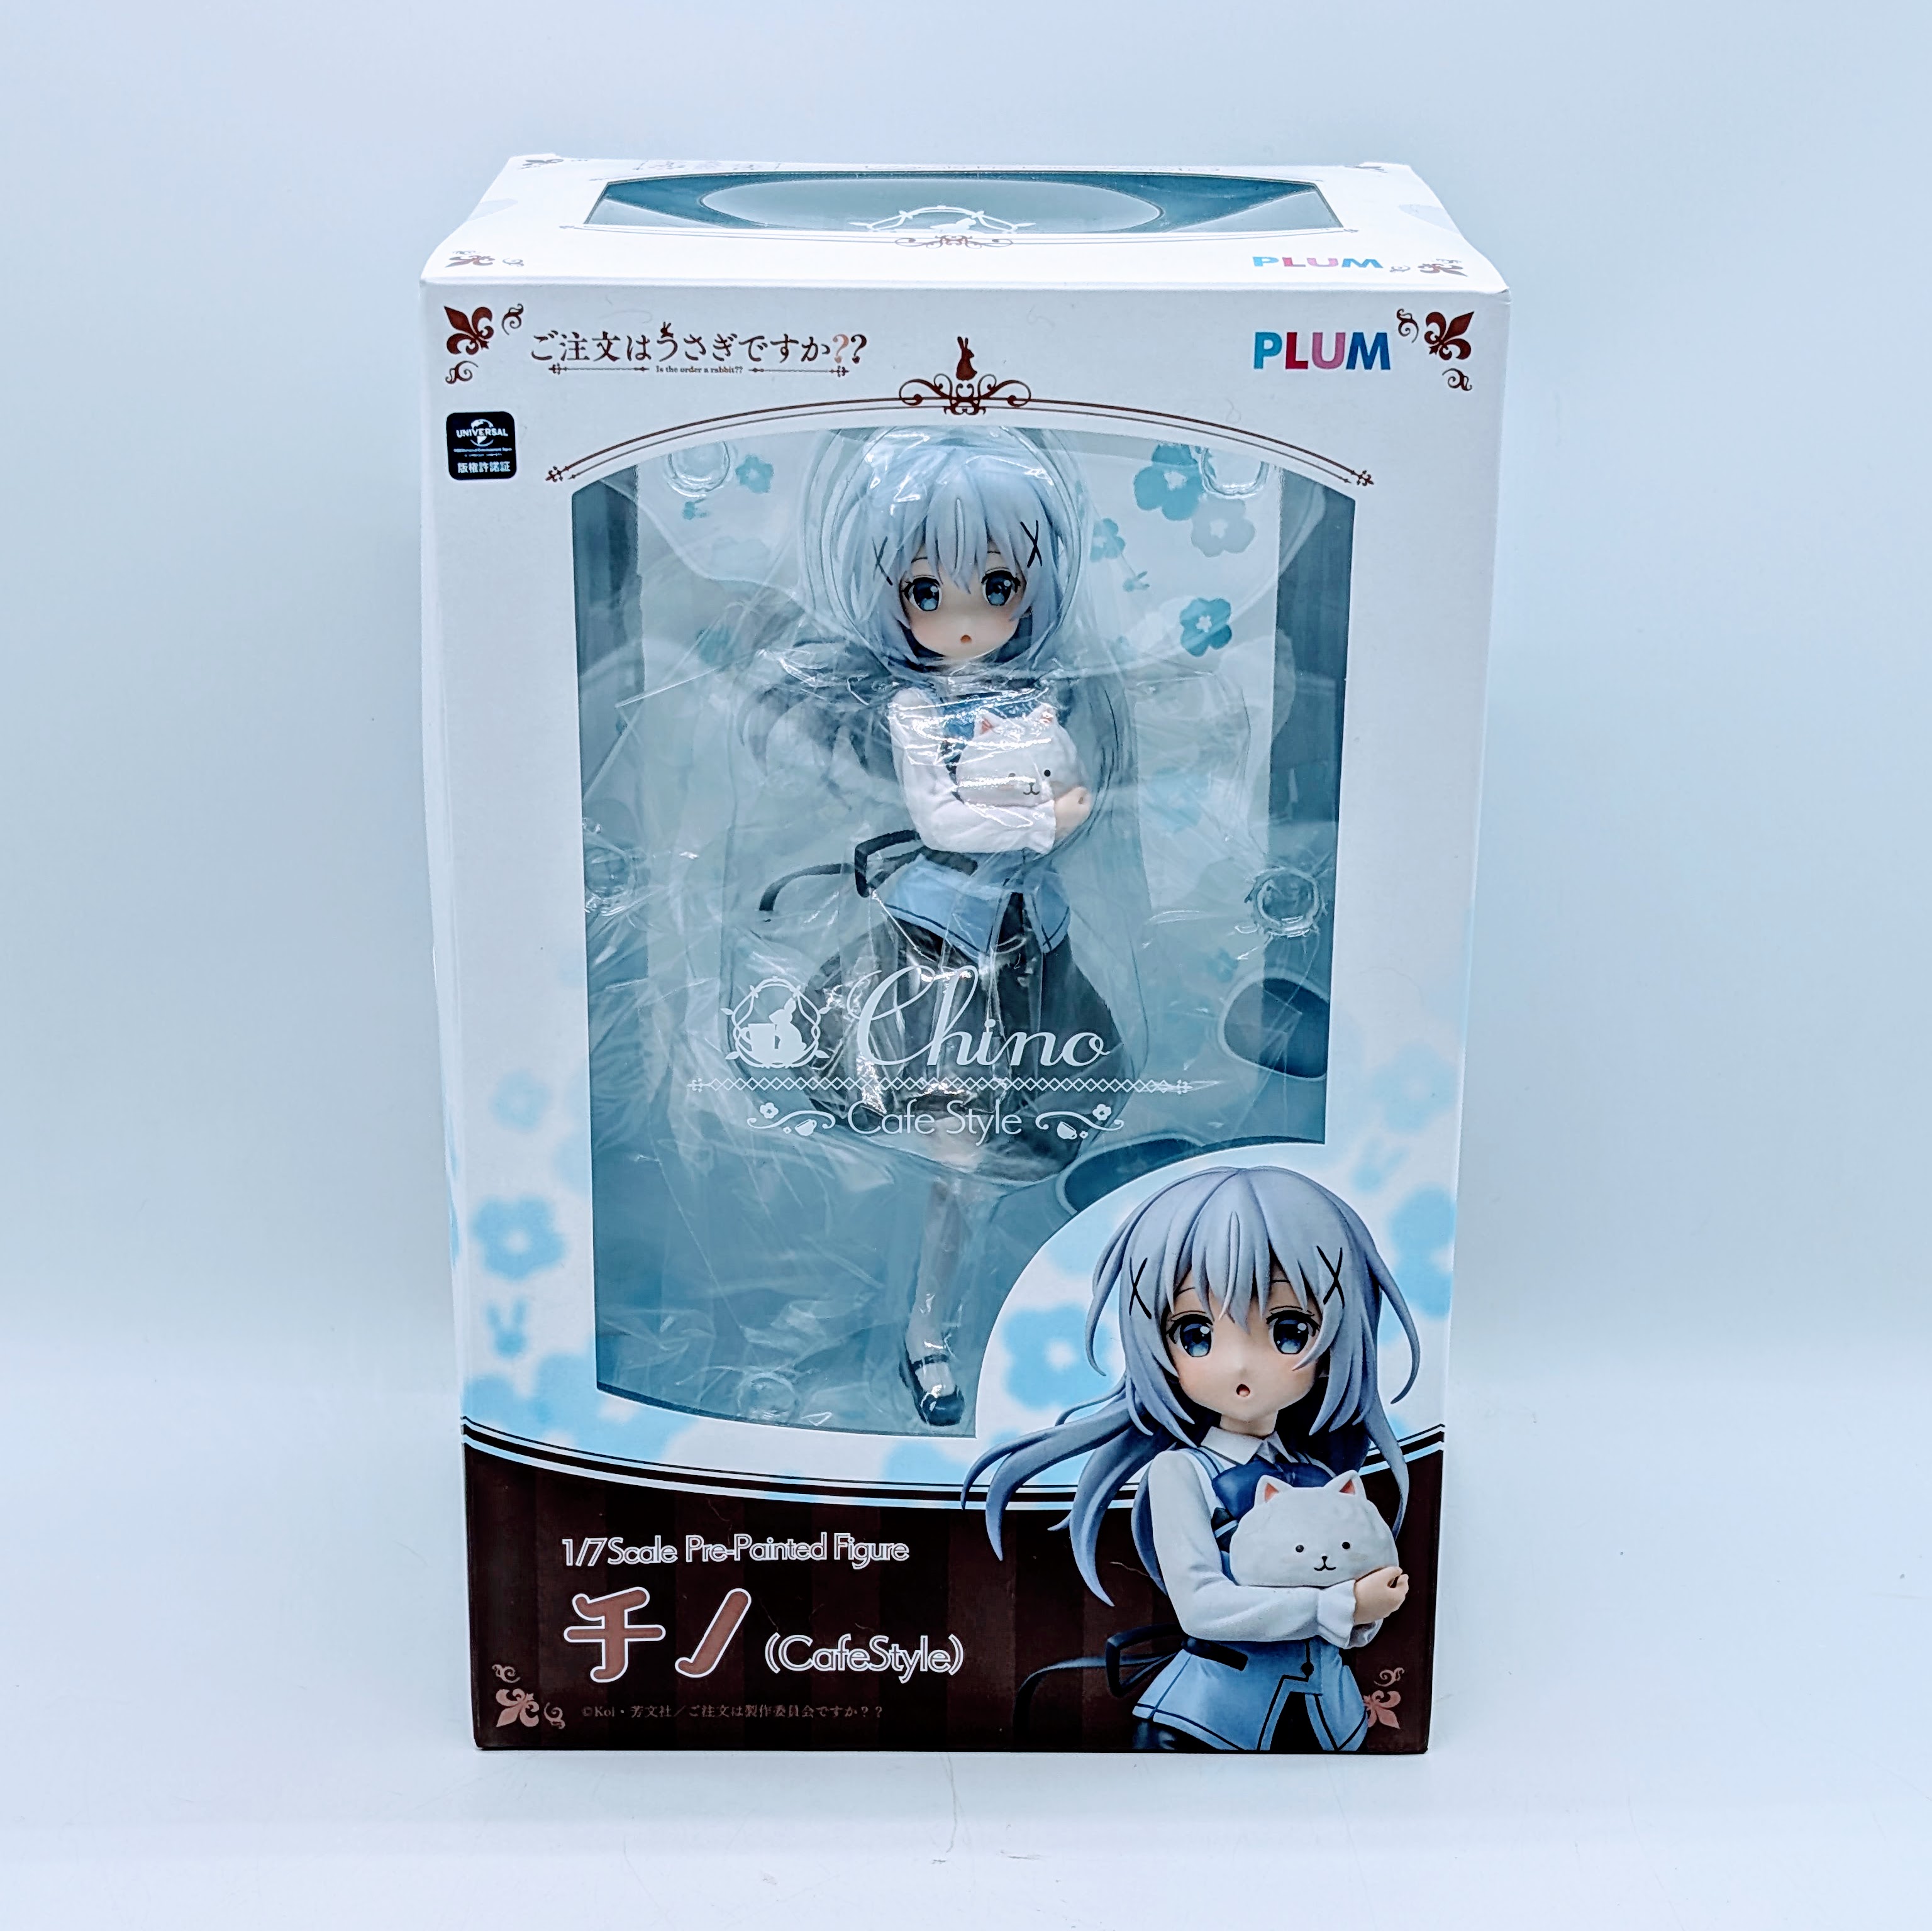 PLUM
ご注文はうさぎですか??
Is the order a rabbit??
PLUM
UNIVERSAL
版権許諾証
Chino
Cafe Style
1/7 Scale Pre-Painted Figure
チノ (CafeStyle)
©Koi・芳文社／ご注文は製作委員会ですか？？